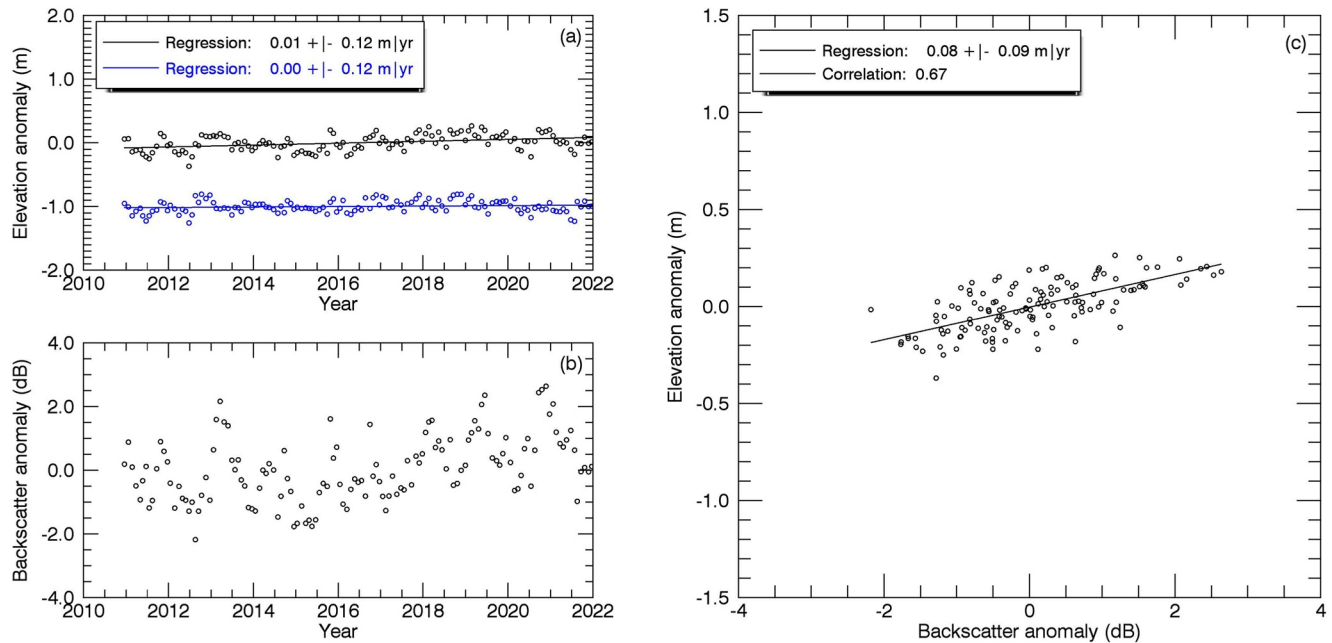 Regression: 0.01 +|- 0.12 m|yr
Regression: 0.00 +|- 0.12 m|yr
(a)
Elevation anomaly (m)
2.0
1.0
0.0
-1.0
-2.0
2010 2012 2014 2016 2018 2020 2022
Year
(b)
Backscatter anomaly (dB)
4.0
2.0
0.0
-2.0
-4.0
2010 2012 2014 2016 2018 2020 2022
Year
Regression: 0.08 +|- 0.09 m|yr
Correlation: 0.67
(c)
Elevation anomaly (m)
1.5
1.0
0.5
0.0
-0.5
-1.0
-1.5
-4 -2 0 2 4
Backscatter anomaly (dB)